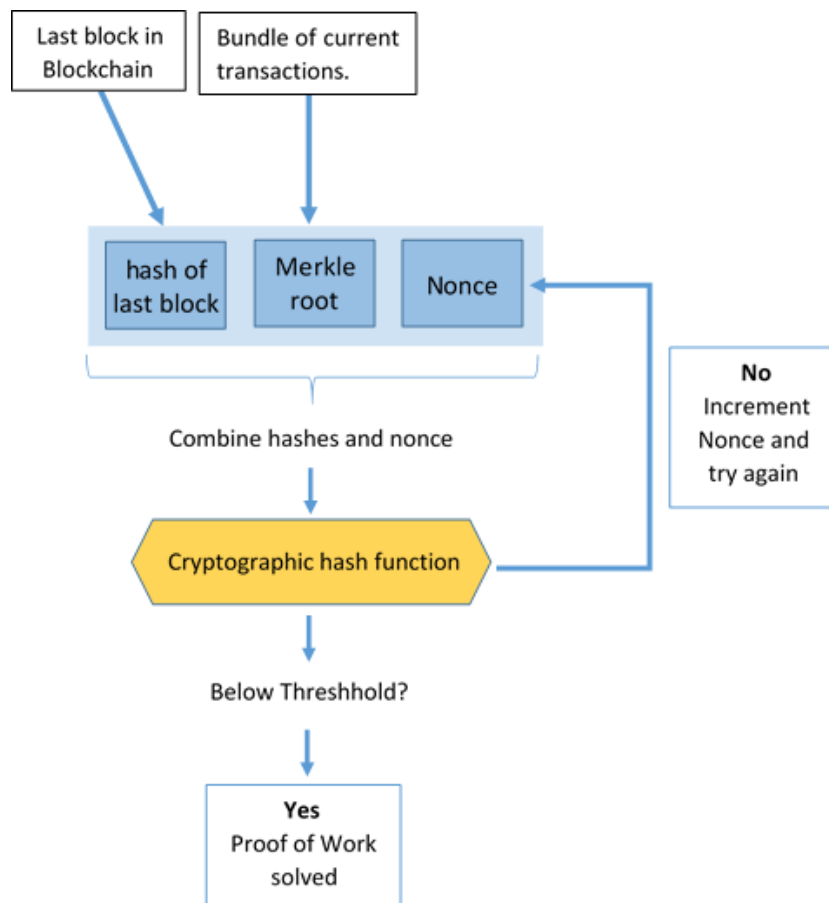 Last block in
Blockchain
Bundle of current
transactions.
hash of
last block
Merkle
root
Nonce
No
Increment
Nonce and
try again
Combine hashes and nonce
Cryptographic hash function
Below Threshhold?
Yes
Proof of Work
solved